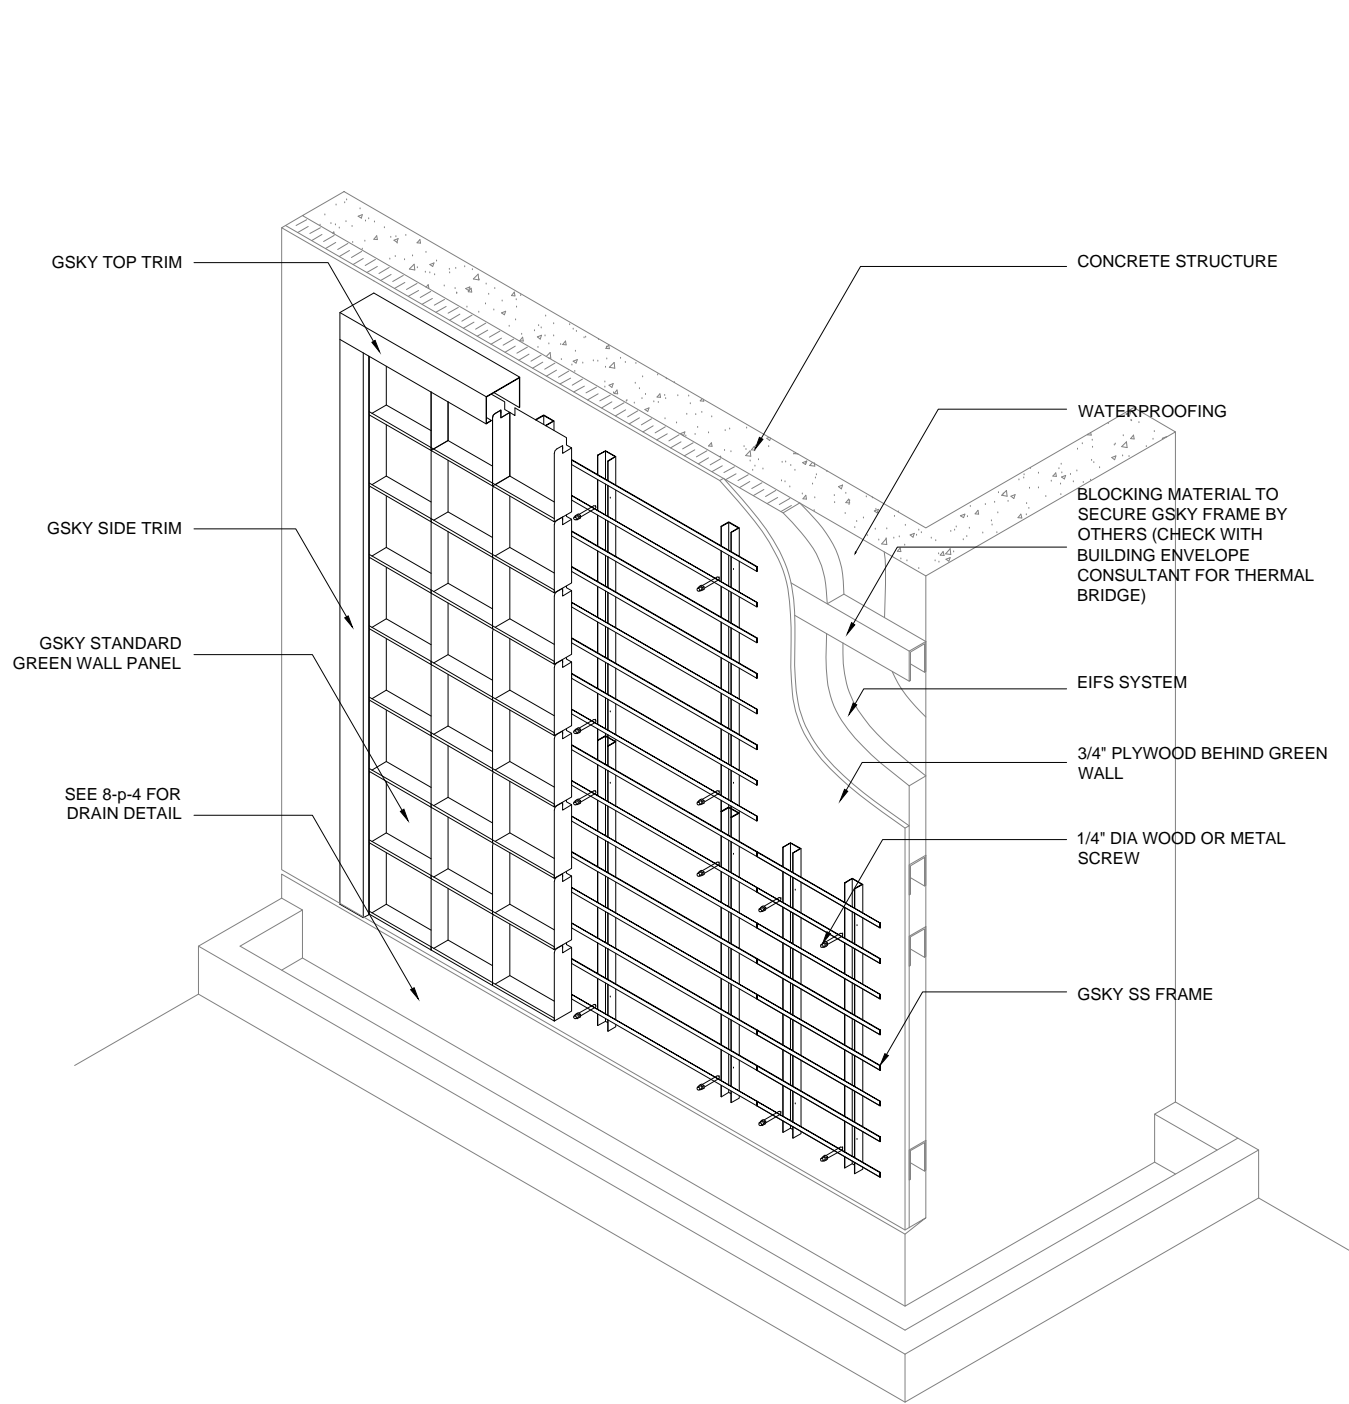 GSKY TOP TRIM
GSKY SIDE TRIM
GSKY STANDARD
GREEN WALL PANEL
SEE 8-p-4 FOR
DRAIN DETAIL
CONCRETE STRUCTURE
WATERPROOFING
BLOCKING MATERIAL TO
SECURE GSKY FRAME BY
OTHERS (CHECK WITH
BUILDING ENVELOPE
CONSULTANT FOR THERMAL
BRIDGE)
EIFS SYSTEM
3/4" PLYWOOD BEHIND GREEN
WALL
1/4" DIA WOOD OR METAL
SCREW
GSKY SS FRAME